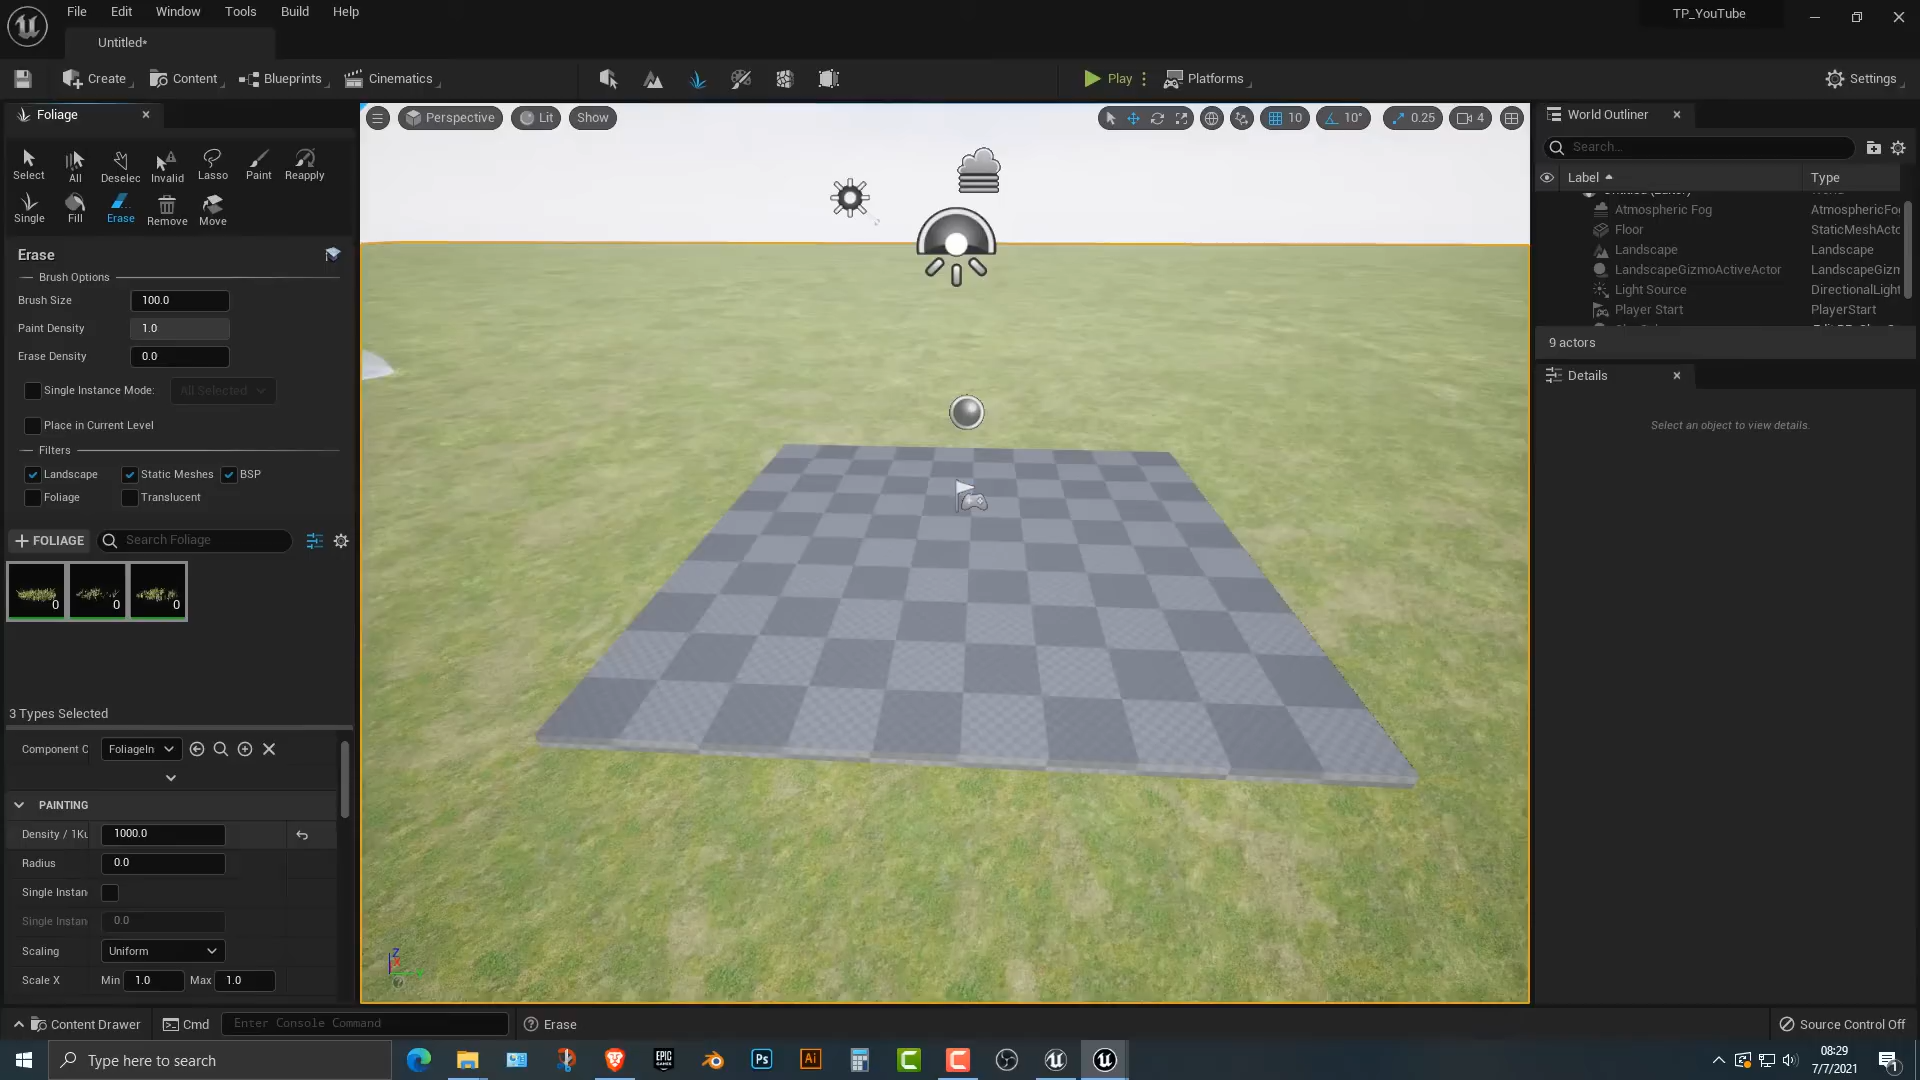 File Edit Window Tools Build Help
TP_YouTube
Untitled*
Create Content Blueprints Cinematics Play Platforms Settings
Foliage
Perspective Lit Show 10 10° 0.25 4
World Outliner
Search...
Select All Deselec Invalid Lasso Paint Reapply
Label Type
Single Fill Erase Remove Move
Atmospheric Fog AtmosphericFo
Floor StaticMeshActo
Landscape Landscape
LandscapeGizmoActiveActor LandscapeGizn
Light Source DirectionalLight
Player Start PlayerStart
9 actors
Details
Select an object to view details.
Erase
Brush Options
Brush Size 100.0
Paint Density 1.0
Erase Density 0.0
Single Instance Mode: All Selected
Place in Current Level
Filters
Landscape Static Meshes BSP
Foliage Translucent
FOLIAGE Search Foliage
0 0 0
3 Types Selected
Component C FoliageIn
PAINTING
Density / 1Ku 1000.0
Radius 0.0
Single Instan
Single Instan 0.0
Scaling Uniform
Scale X Min 1.0 Max 1.0
Z
Content Drawer Cmd Enter Console Command Erase Source Control Off
Type here to search
EPIC GAMES
Ps
Ai
08:29
7/7/2021
1